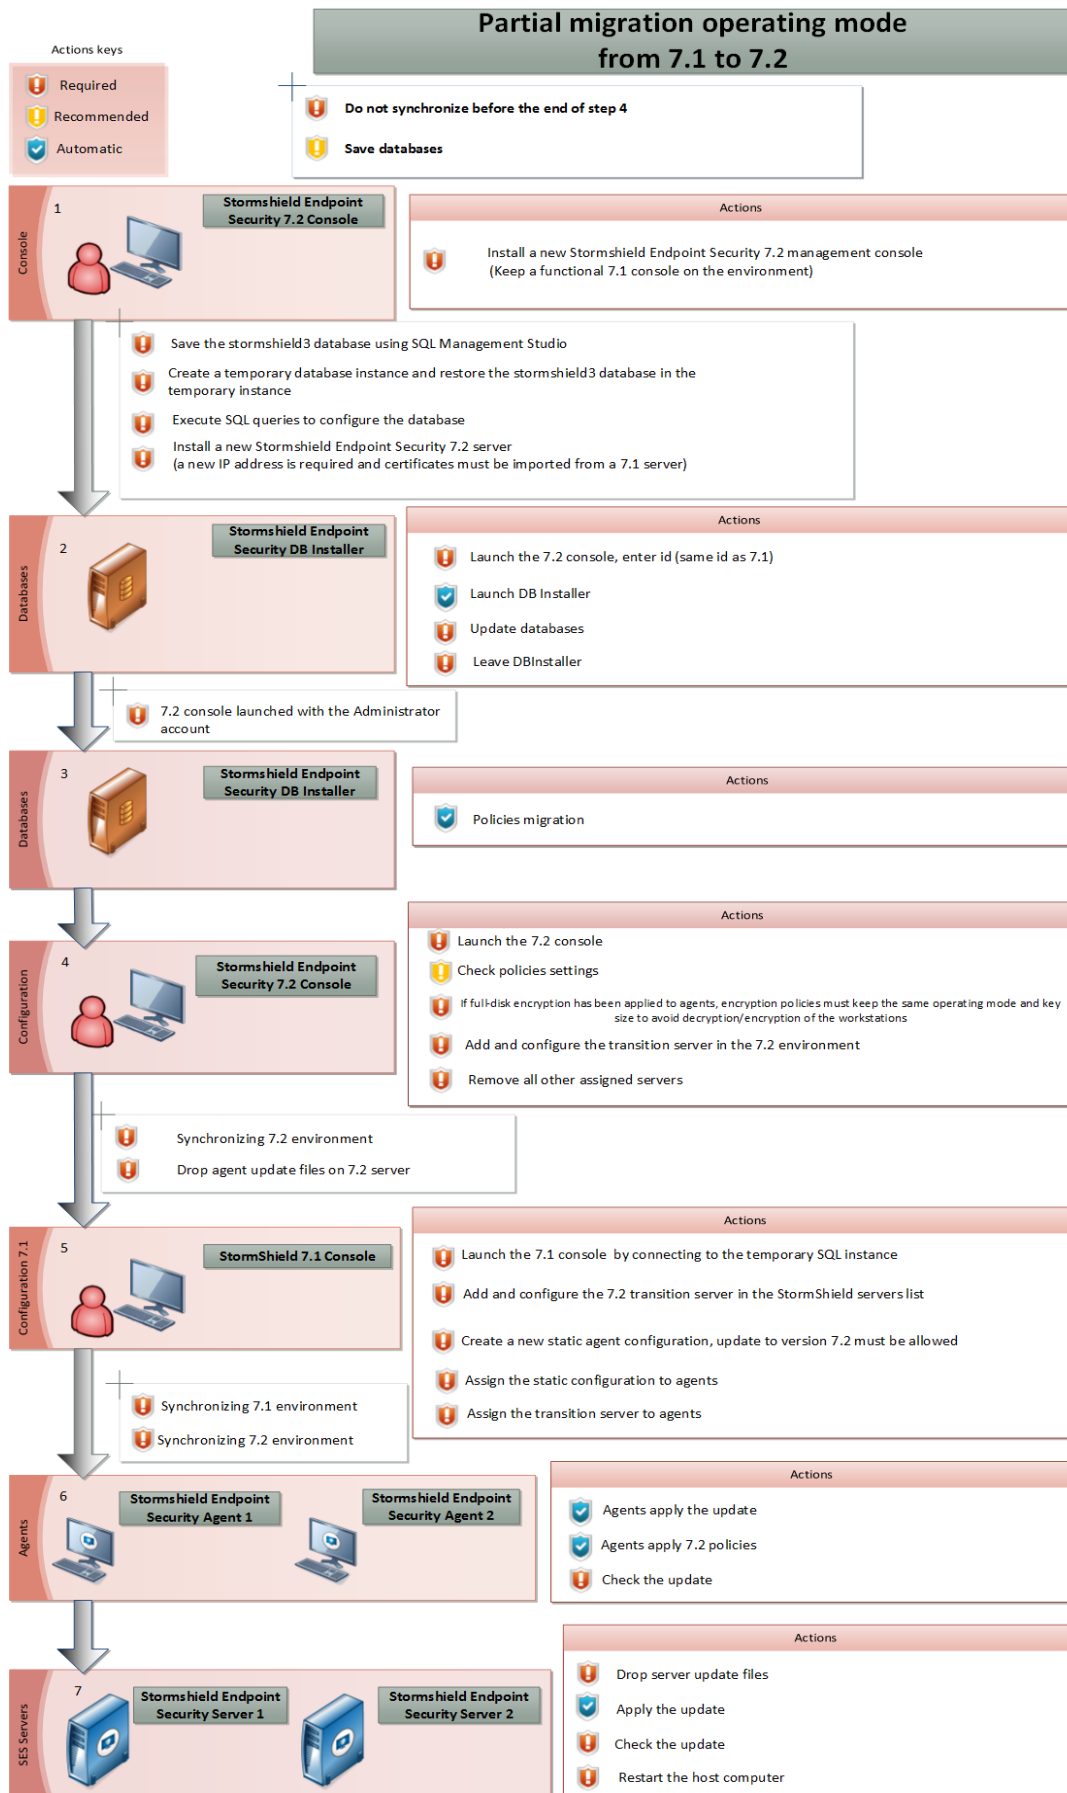 Partial migration operating mode
from 7.1 to 7.2
Actions keys
Required
Recommended
Automatic
Do not synchronize before the end of step 4
Save databases
Console
1
Stormshield Endpoint
Security 7.2 Console
Actions
Install a new Stormshield Endpoint Security 7.2 management console
(Keep a functional 7.1 console on the environment)
Save the stormshield3 database using SQL Management Studio
Create a temporary database instance and restore the stormshield3 database in the
temporary instance
Execute SQL queries to configure the database
Install a new Stormshield Endpoint Security 7.2 server
(a new IP address is required and certificates must be imported from a 7.1 server)
Databases
2
Stormshield Endpoint
Security DB Installer
Actions
Launch the 7.2 console, enter id (same id as 7.1)
Launch DB Installer
Update databases
Leave DBInstaller
7.2 console launched with the Administrator
account
Databases
3
Stormshield Endpoint
Security DB Installer
Actions
Policies migration
Configuration
4
Stormshield Endpoint
Security 7.2 Console
Actions
Launch the 7.2 console
Check policies settings
If full-disk encryption has been applied to agents, encryption policies must keep the same operating mode and key
size to avoid decryption/encryption of the workstations
Add and configure the transition server in the 7.2 environment
Remove all other assigned servers
Synchronizing 7.2 environment
Drop agent update files on 7.2 server
Configuration 7.1
5
StormShield 7.1 Console
Actions
Launch the 7.1 console by connecting to the temporary SQL instance
Add and configure the 7.2 transition server in the StormShield servers list
Create a new static agent configuration, update to version 7.2 must be allowed
Assign the static configuration to agents
Assign the transition server to agents
Synchronizing 7.1 environment
Synchronizing 7.2 environment
Agents
6
Stormshield Endpoint
Security Agent 1
Stormshield Endpoint
Security Agent 2
Actions
Agents apply the update
Agents apply 7.2 policies
Check the update
SES Servers
7
Stormshield Endpoint
Security Server 1
Stormshield Endpoint
Security Server 2
Actions
Drop server update files
Apply the update
Check the update
Restart the host computer